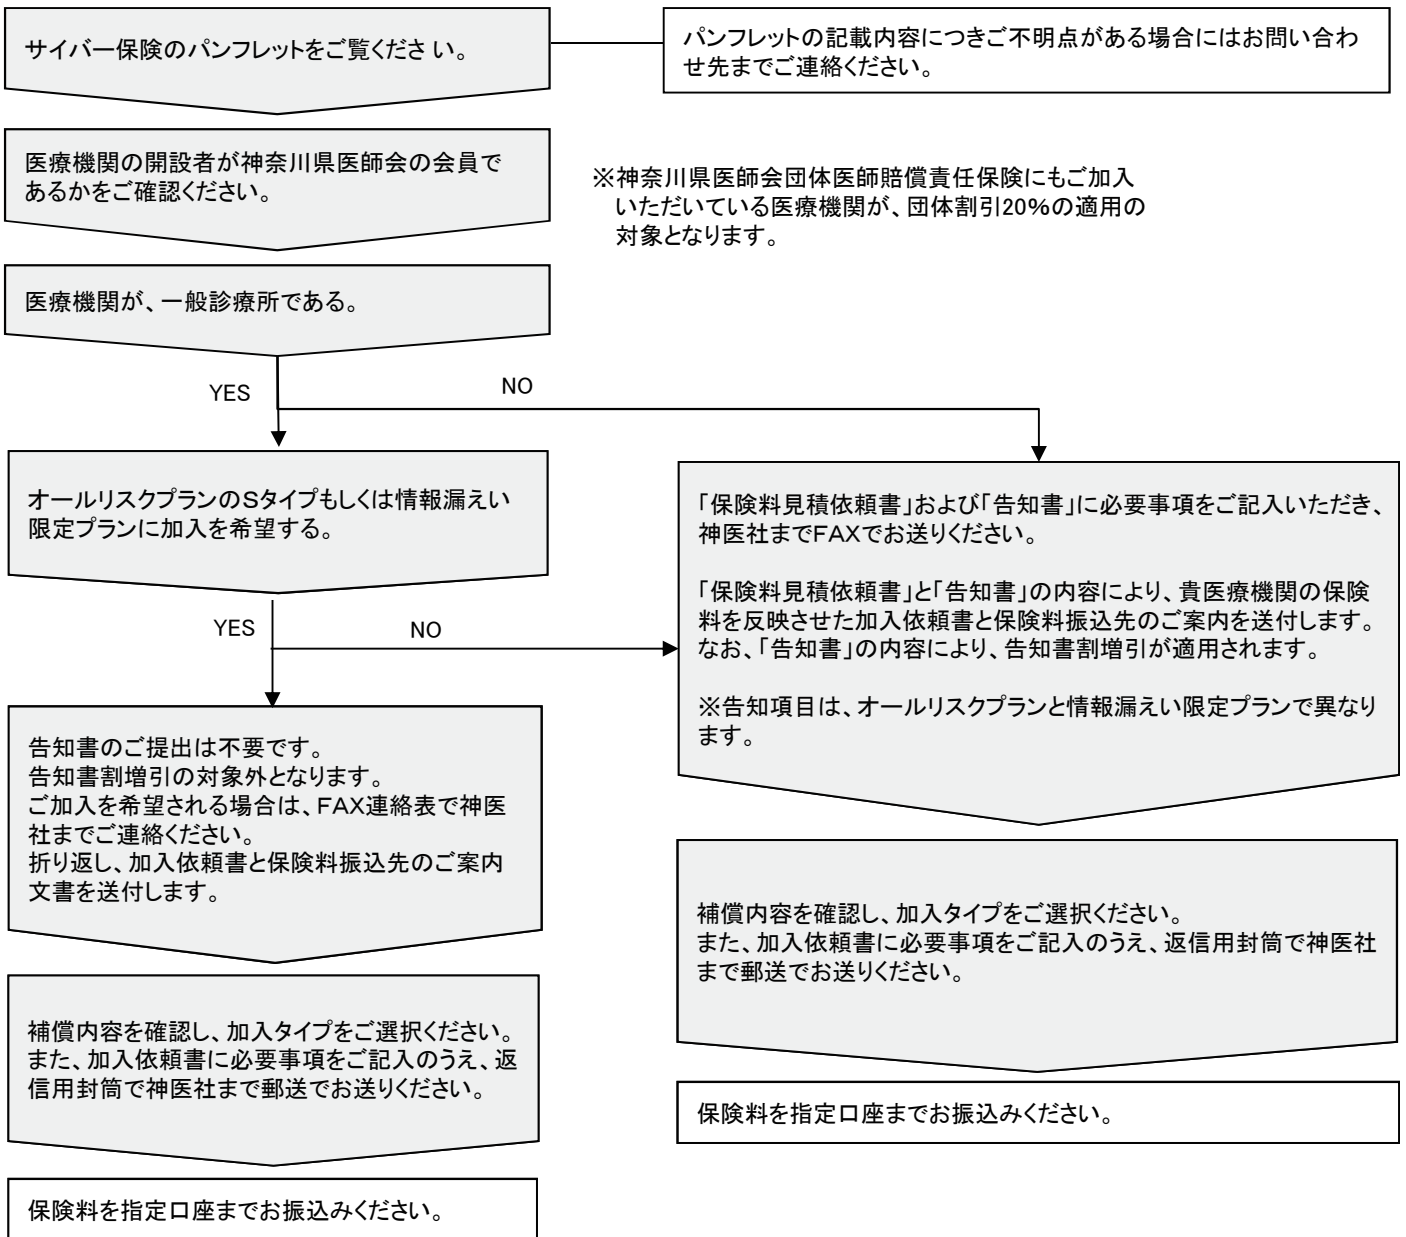 サイバー保険のパンフレットをご覧くださ い。
パンフレットの記載内容につきご不明点がある場合にはお問い合わ
せ先までご連絡ください。
医療機関の開設者が神奈川県医師会の会員で
あるかをご確認ください。
※神奈川県医師会団体医師賠償責任保険にもご加入
いただいている医療機関が、団体割引20%の適用の
対象となります。
医療機関が、一般診療所である。
YES
NO
オールリスクプランのSタイプもしくは情報漏えい
限定プランに加入を希望する。
「保険料見積依頼書」および「告知書」に必要事項をご記入いただき、
神医社までFAXでお送りください。
「保険料見積依頼書」と「告知書」の内容により、貴医療機関の保険
料を反映させた加入依頼書と保険料振込先のご案内を送付します。
なお、「告知書」の内容により、告知書割増引が適用されます。
※告知項目は、オールリスクプランと情報漏えい限定プランで異なり
ます。
YES
NO
告知書のご提出は不要です。
告知書割増引の対象外となります。
ご加入を希望される場合は、FAX連絡表で神医
社までご連絡ください。
折り返し、加入依頼書と保険料振込先のご案内
文書を送付します。
補償内容を確認し、加入タイプをご選択ください。
また、加入依頼書に必要事項をご記入のうえ、返信用封筒で神医社
まで郵送でお送りください。
補償内容を確認し、加入タイプをご選択ください。
また、加入依頼書に必要事項をご記入のうえ、返
信用封筒で神医社まで郵送でお送りください。
保険料を指定口座までお振込みください。
保険料を指定口座までお振込みください。